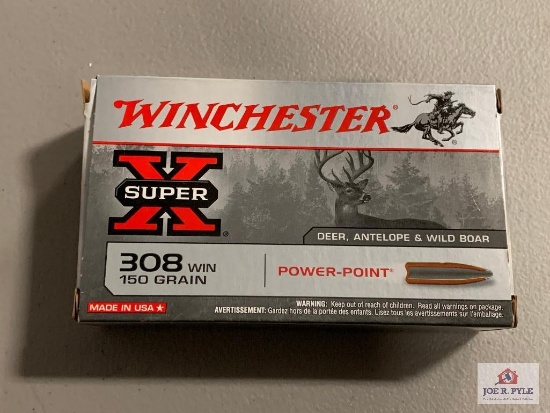 WINCHESTER®
SUPER X®
DEER, ANTELOPE & WILD BOAR
308 WIN
150 GRAIN
POWER-POINT®
MADE IN USA
WARNING: Keep out of reach of children. Read all warnings on package.
AVERTISSEMENT: Gardez hors de la portée des enfants. Lisez tous les avertissements sur l'emballage.
JOE R. PYLE